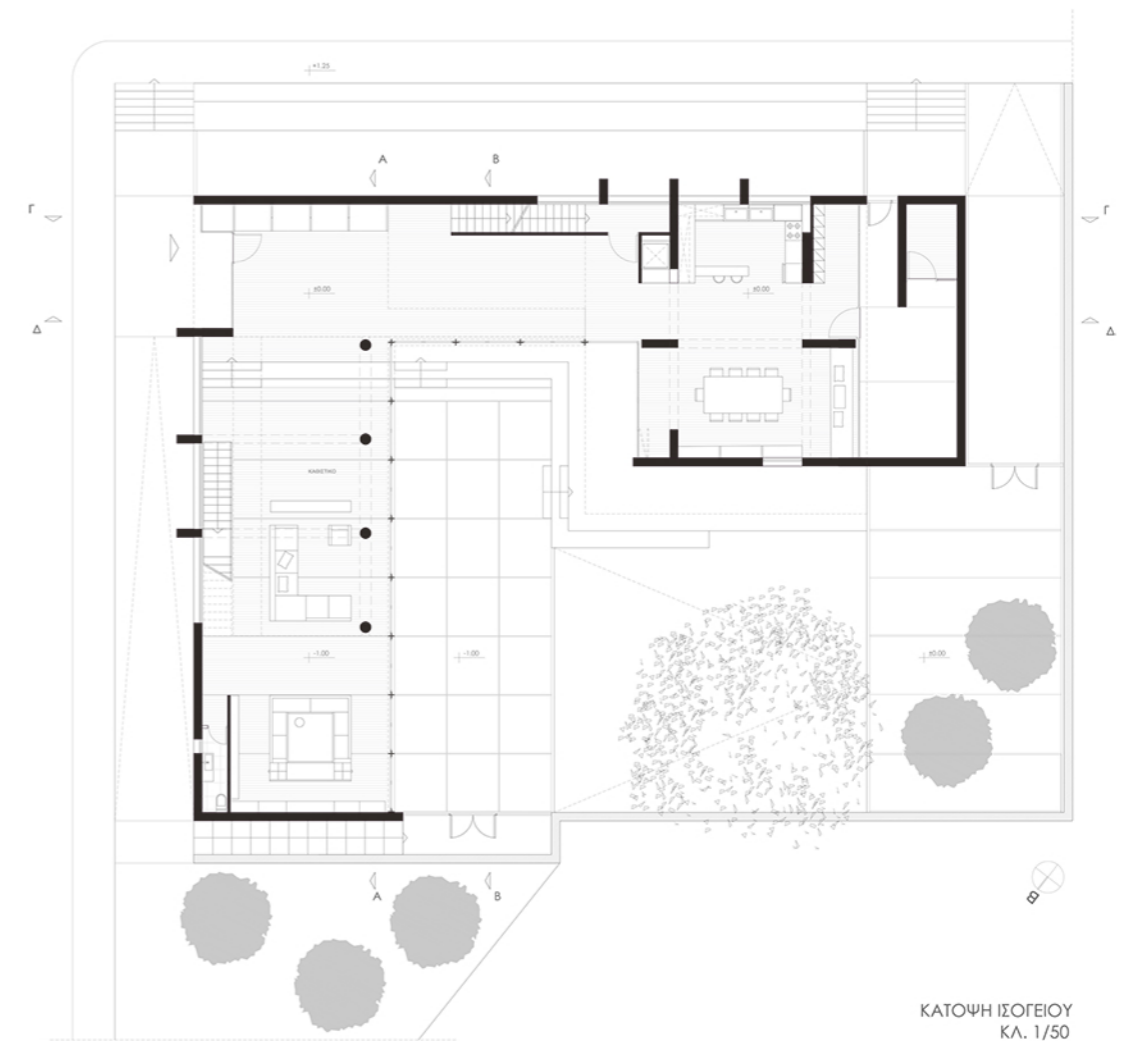 +1.25
A
B
Γ
Γ
±0.00
±0.00
Δ
Δ
ΚΑΘΙΣΤΙΚΟ
-1.00
-1.00
±0.00
A
B
B
ΚΑΤΟΨΗ ΙΣΟΓΕΙΟΥ
ΚΛ. 1/50